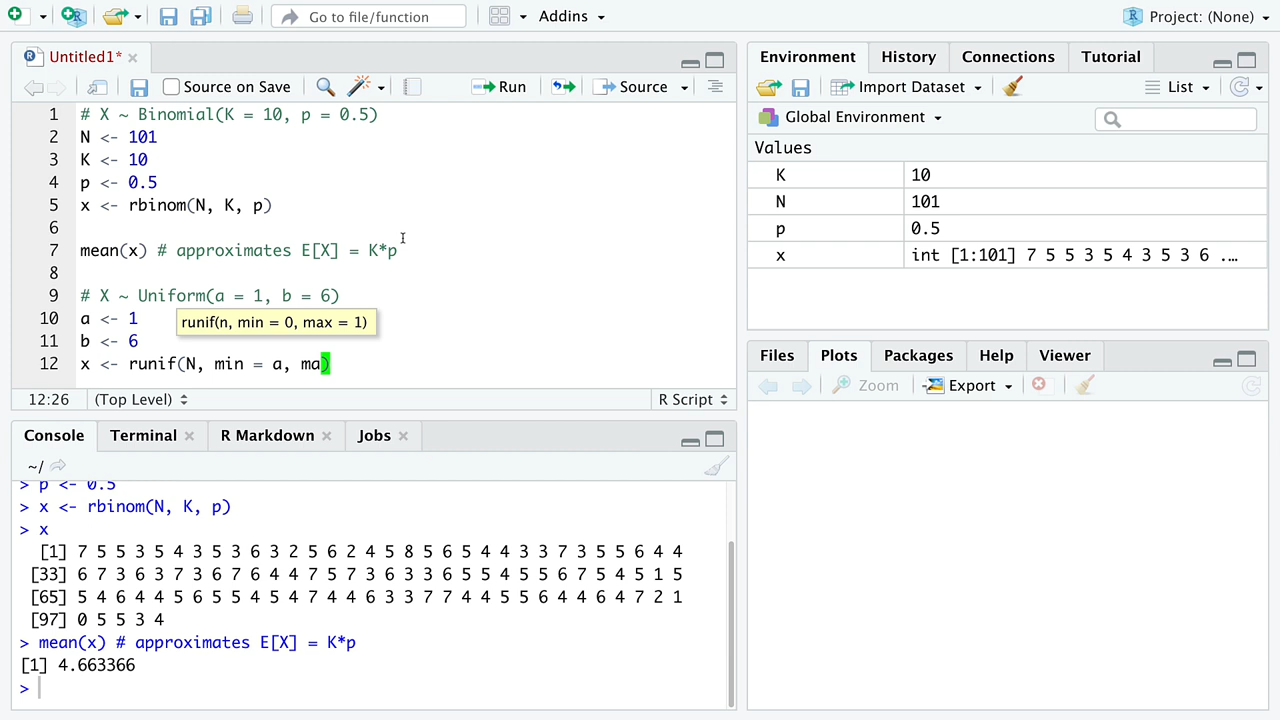 Go to file/function
Addins
Project: (None)
Untitled1*
Source on Save
Run
Source
1 # X ~ Binomial(K = 10, p = 0.5)
2 N <- 101
3 K <- 10
4 p <- 0.5
5 x <- rbinom(N, K, p)
6
7 mean(x) # approximates E[X] = K*p
8
9 # X ~ Uniform(a = 1, b = 6)
10 a <- 1
runif(n, min = 0, max = 1)
11 b <- 6
12 x <- runif(N, min = a, ma)
12:26 (Top Level) R Script
Console Terminal R Markdown Jobs
~/
> p <- 0.5
> x <- rbinom(N, K, p)
> x
[1] 7 5 5 3 5 4 3 5 3 6 3 2 5 6 2 4 5 8 5 6 5 4 4 3 3 7 3 5 5 6 4 4
[33] 6 7 3 6 3 7 3 6 7 6 4 4 7 5 7 3 6 3 3 6 5 5 4 5 5 6 7 5 4 5 1 5
[65] 5 4 6 4 4 5 6 5 5 4 5 4 7 4 4 6 3 3 7 7 4 4 5 5 6 4 4 6 4 7 2 1
[97] 0 5 5 3 4
> mean(x) # approximates E[X] = K*p
[1] 4.663366
>
Environment History Connections Tutorial
Import Dataset List
Global Environment
Values
K 10
N 101
p 0.5
x int [1:101] 7 5 5 3 5 4 3 5 3 6 ...
Files Plots Packages Help Viewer
Zoom Export